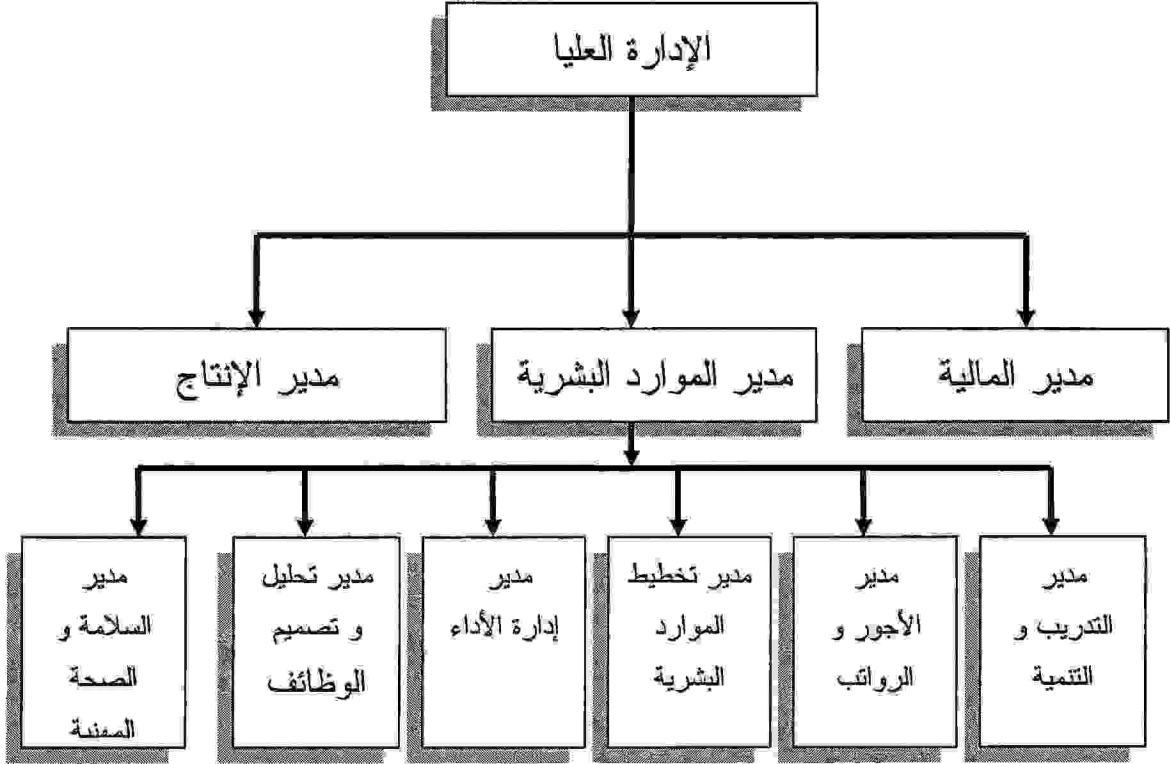 الإدارة العليا
مدير المالية
مدير الموارد البشرية
مدير الإنتاج
مدير
التدريب و
التنمية
مدير
الأجور و
الرواتب
مدير تخطيط
الموارد
البشرية
مدير
إدارة الأداء
مدير تحليل
و تصميم
الوظائف
مدير
السلامة و
الصحة
المهنية